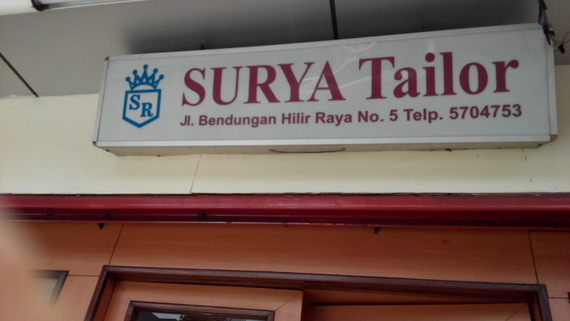 SR
SURYA Tailor
Jl. Bendungan Hilir Raya No. 5 Telp. 5704753